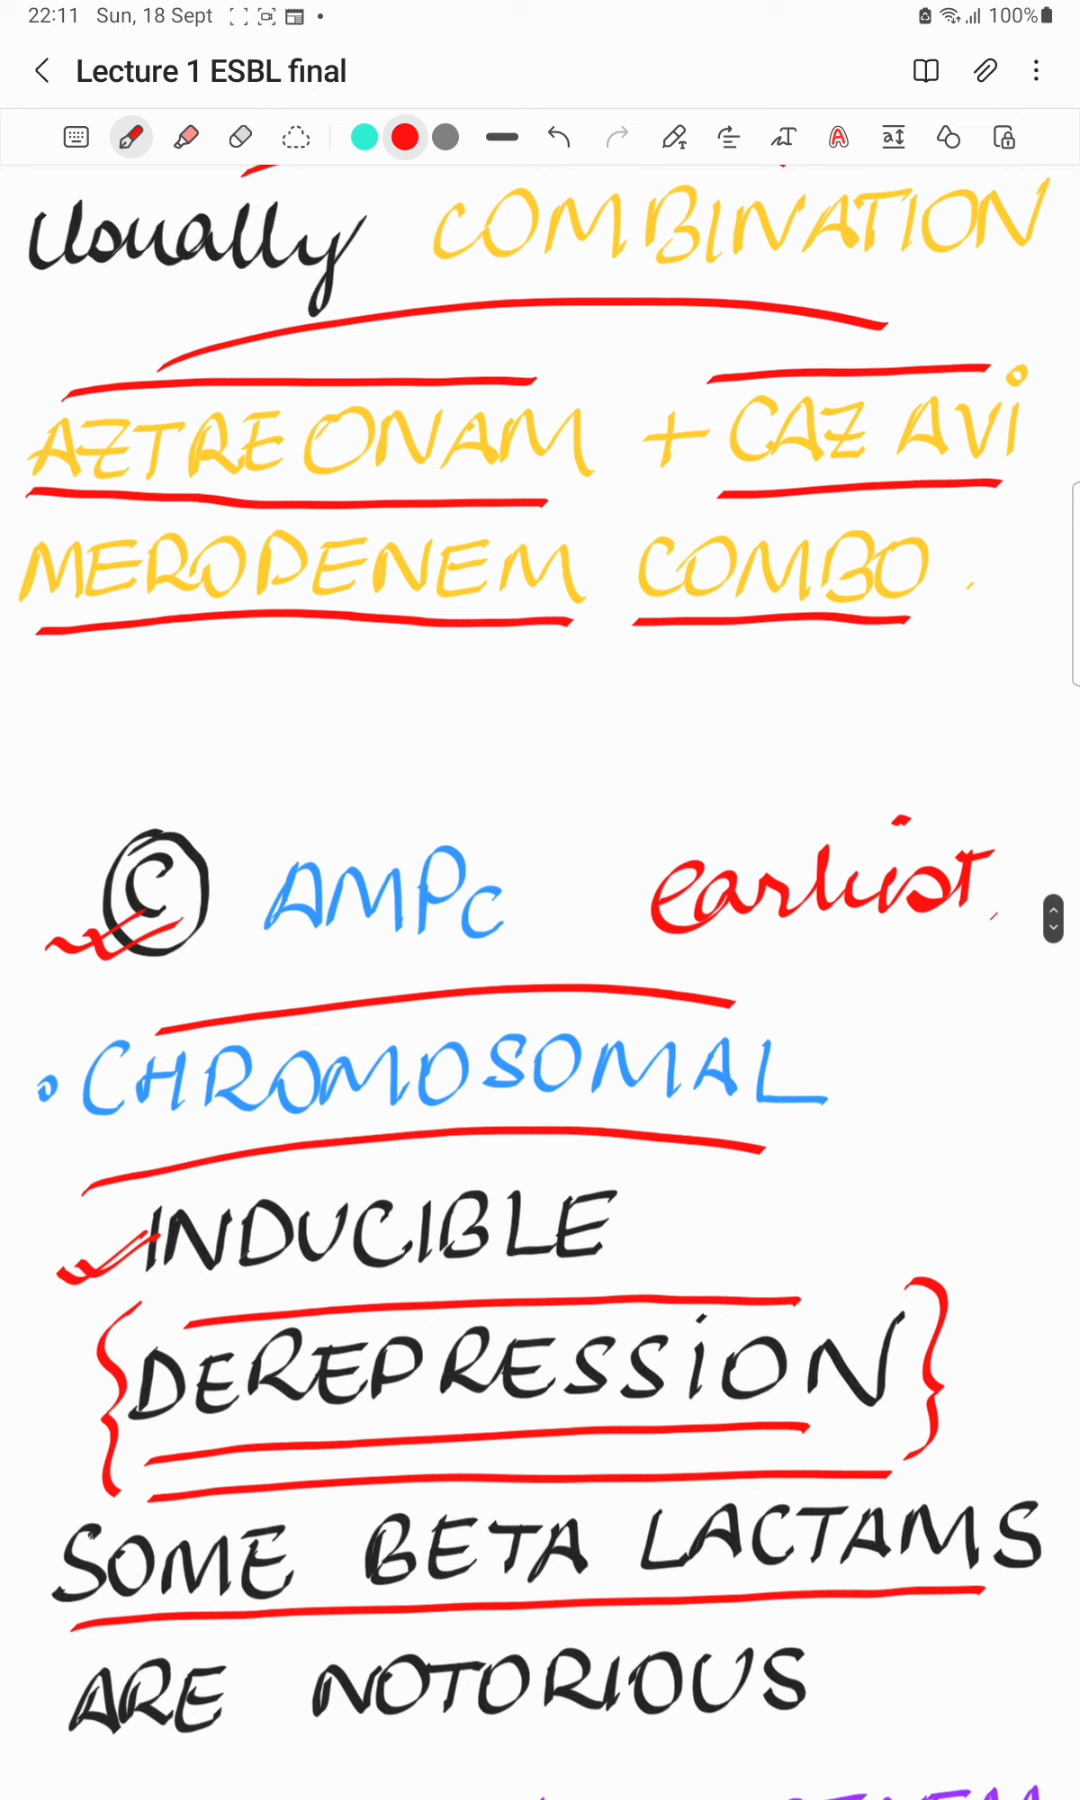 22:11 Sun, 18 Sept 100%
Lecture 1 ESBL final
Usually COMBINATION
AZTREONAM + CAZ AVI
MEROPENEM COMBO.
C AMPC earliest.
CHROMOSOMAL
INDUCIBLE
{DEREPRESSION}
SOME BETA LACTAMS
ARE NOTORIOUS